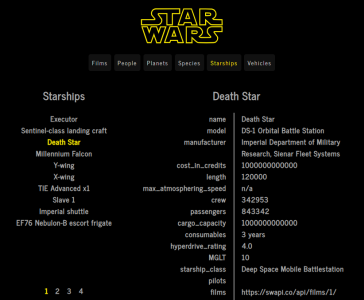 STAR
WARS
Films People Planets Species Starships Vehicles
Starships
Executor
Sentinel-class landing craft
Death Star
Millennium Falcon
Y-wing
X-wing
TIE Advanced x1
Slave 1
Imperial shuttle
EF76 Nebulon-B escort frigate
1 2 3 4
Death Star
name Death Star
model DS-1 Orbital Battle Station
manufacturer Imperial Department of Military
Research, Sienar Fleet Systems
cost_in_credits 1000000000000
length 120000
max_atmosphering_speed n/a
crew 342953
passengers 843342
cargo_capacity 1000000000000
consumables 3 years
hyperdrive_rating 4.0
MGLT 10
starship_class Deep Space Mobile Battlestation
pilots
films https://swapi.co/api/films/1/